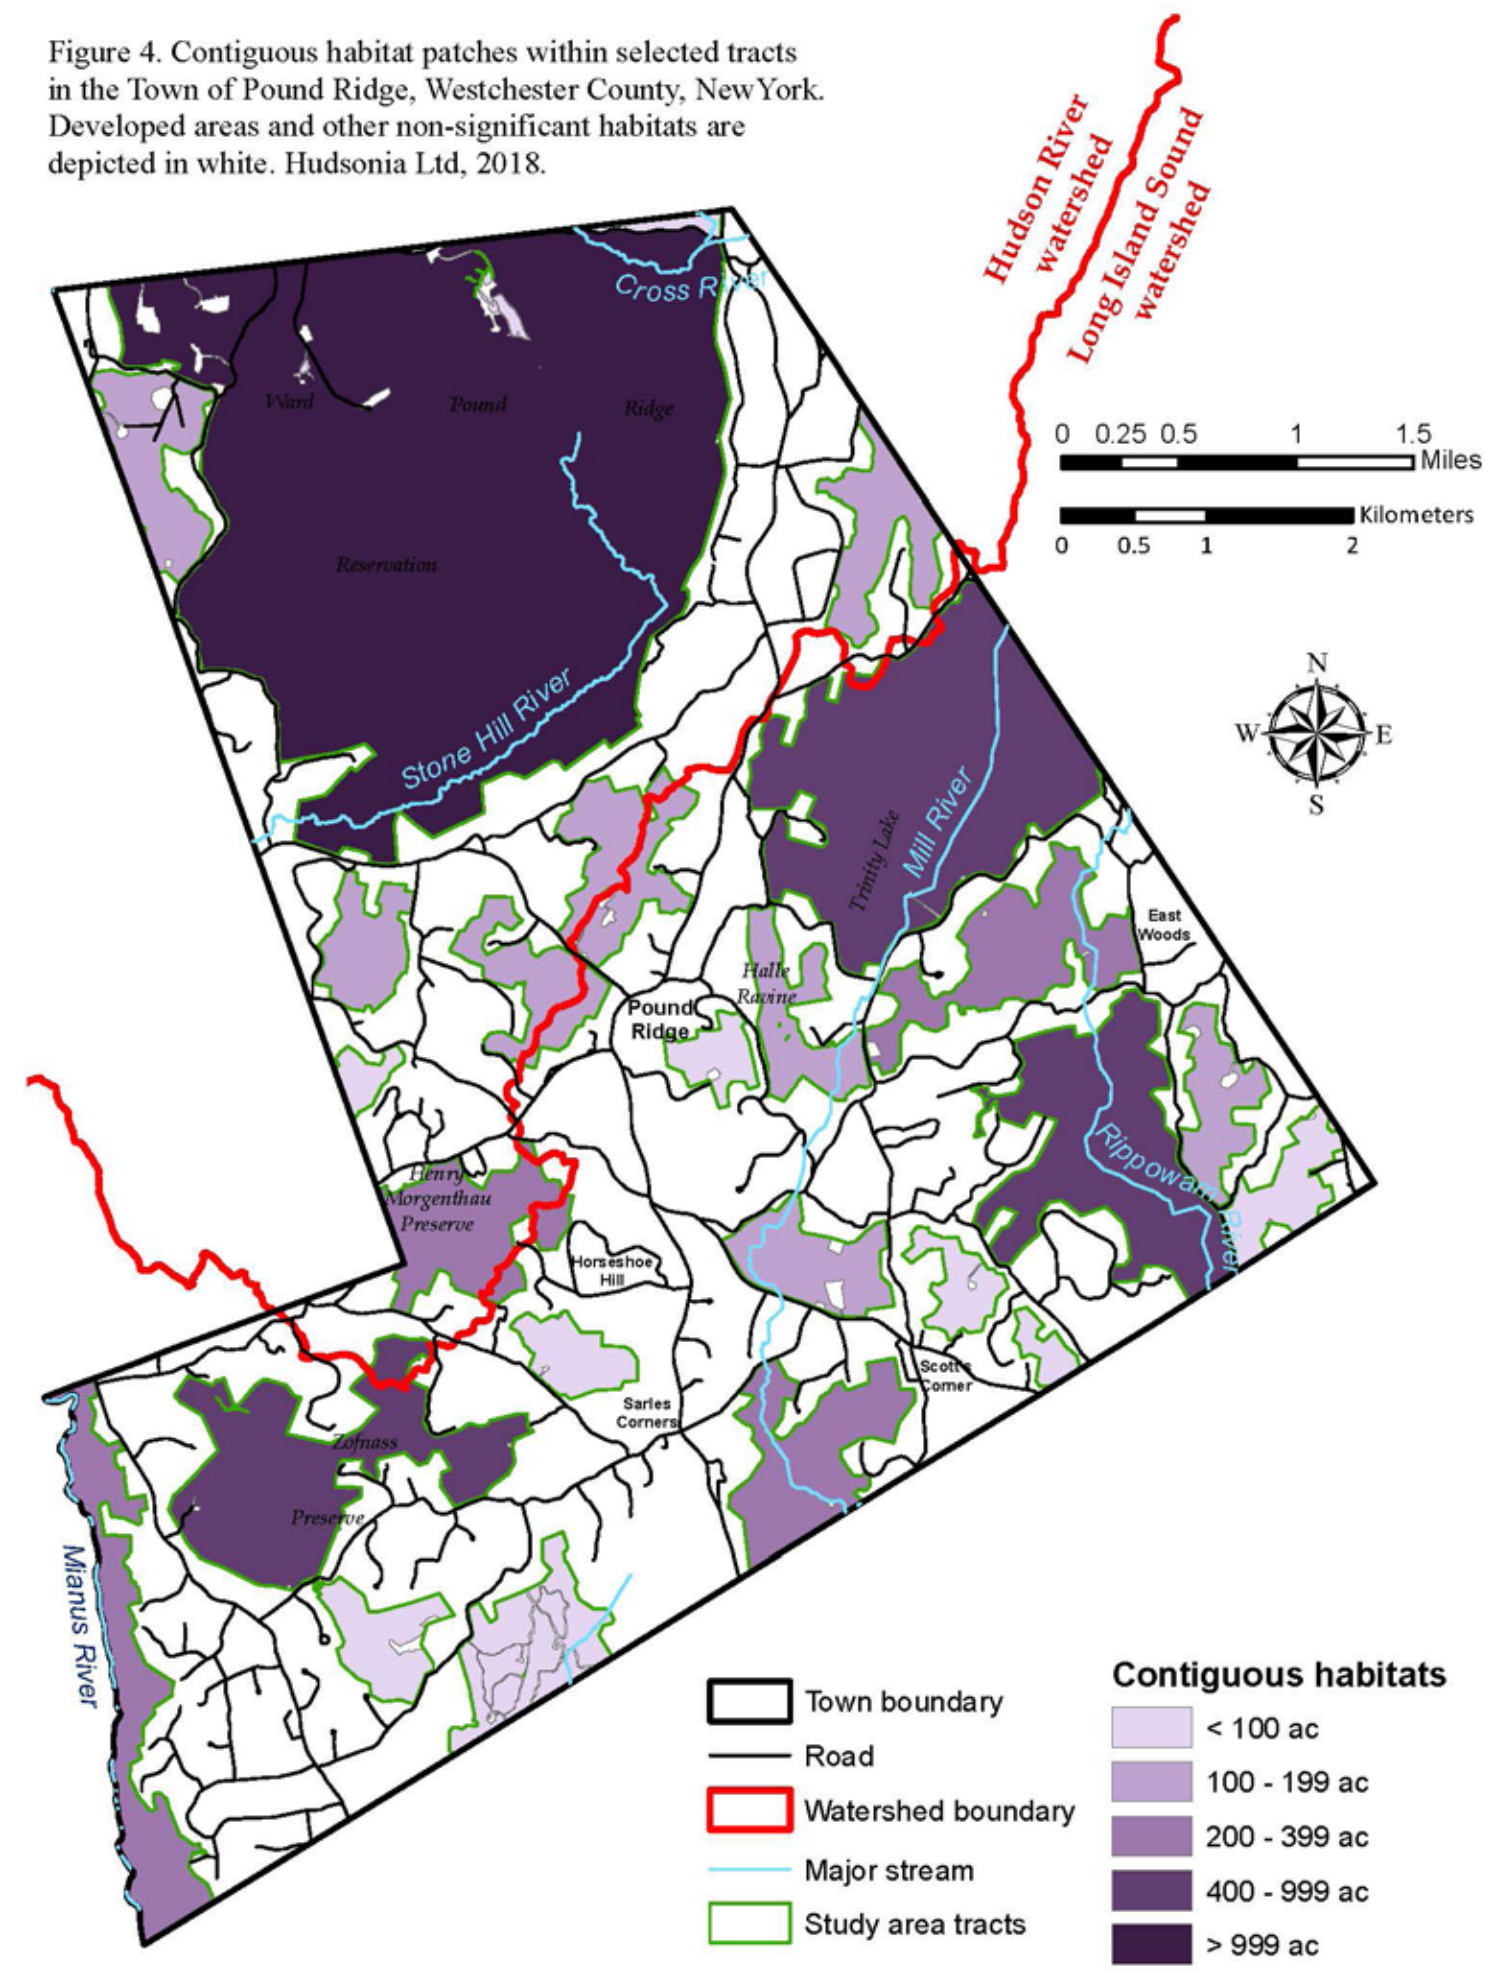 Figure 4. Contiguous habitat patches within selected tracts
in the Town of Pound Ridge, Westchester County, New York.
Developed areas and other non-significant habitats are
depicted in white. Hudsonia Ltd, 2018.
Hudson River
watershed
Long Island Sound
watershed
Cross River
Ward Pound Ridge
Reservation
Stone Hill River
0 0.25 0.5 1 1.5
Miles
Kilometers
0 0.5 1 2
N
W E
S
Trinity Lake
Mill River
East
Woods
Halle
Ravine
Pound
Ridge
Rippowam River
Henry
Morgenthau
Preserve
Horseshoe
Hill
Scotts
Corner
Sarles
Corners
Zofnass
Preserve
Mianus River
Town boundary
Road
Watershed boundary
Major stream
Study area tracts
Contiguous habitats
< 100 ac
100 - 199 ac
200 - 399 ac
400 - 999 ac
> 999 ac